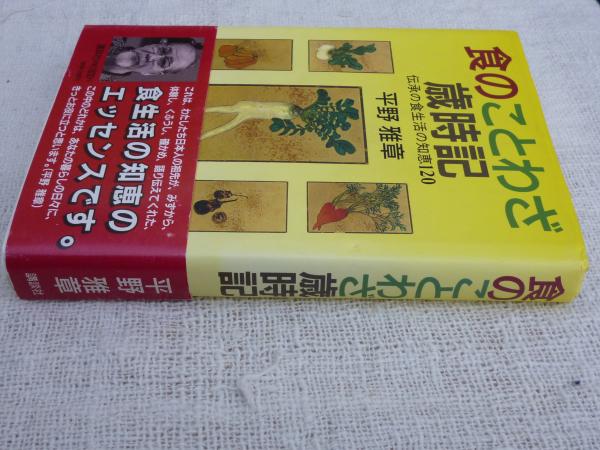 食のことわざ
歳時記
伝承の食生活の知恵120
平野雅章
これは、わたしたち日本人の祖先が、みずから、
体験し、くふうし、確かめ、語り伝えてくれた、
食生活の知恵の
エッセンスです。
この中のどれかは、あなたの暮らしの日々に、
きっとお役に立つと思います。(平野 雅章)
食のことわざ歳時記
平野雅章
講談社